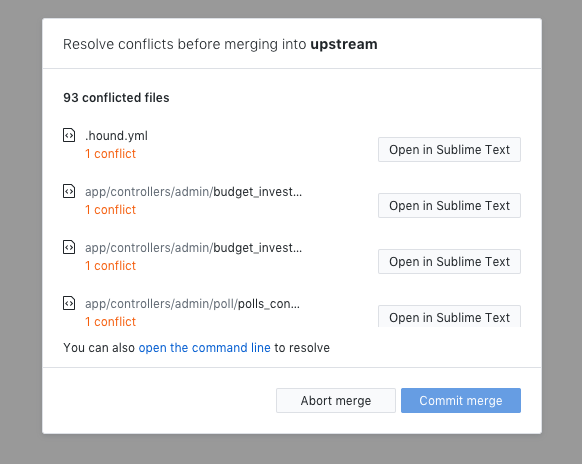 Resolve conflicts before merging into upstream
93 conflicted files
.hound.yml
1 conflict
Open in Sublime Text
app/controllers/admin/budget_invest...
1 conflict
Open in Sublime Text
app/controllers/admin/budget_invest...
1 conflict
Open in Sublime Text
app/controllers/admin/poll/polls_con...
1 conflict
Open in Sublime Text
You can also open the command line to resolve
Abort merge
Commit merge